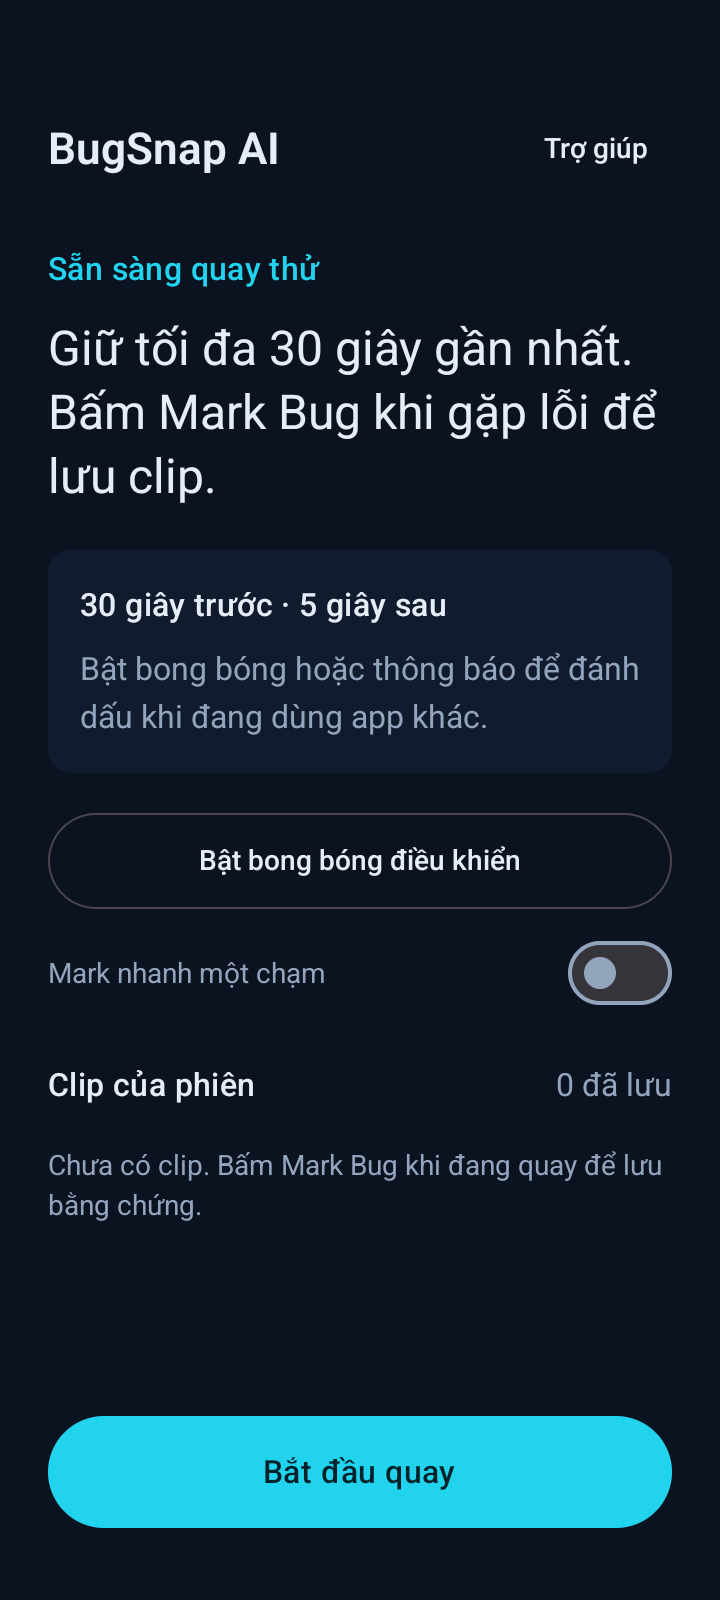 BugSnap AI
Trợ giúp
Sẵn sàng quay thử
Giữ tối đa 30 giây gần nhất.
Bấm Mark Bug khi gặp lỗi để
lưu clip.
30 giây trước · 5 giây sau
Bật bong bóng hoặc thông báo để đánh
dấu khi đang dùng app khác.
Bật bong bóng điều khiển
Mark nhanh một chạm
Clip của phiên
0 đã lưu
Chưa có clip. Bấm Mark Bug khi đang quay để lưu
bằng chứng.
Bắt đầu quay